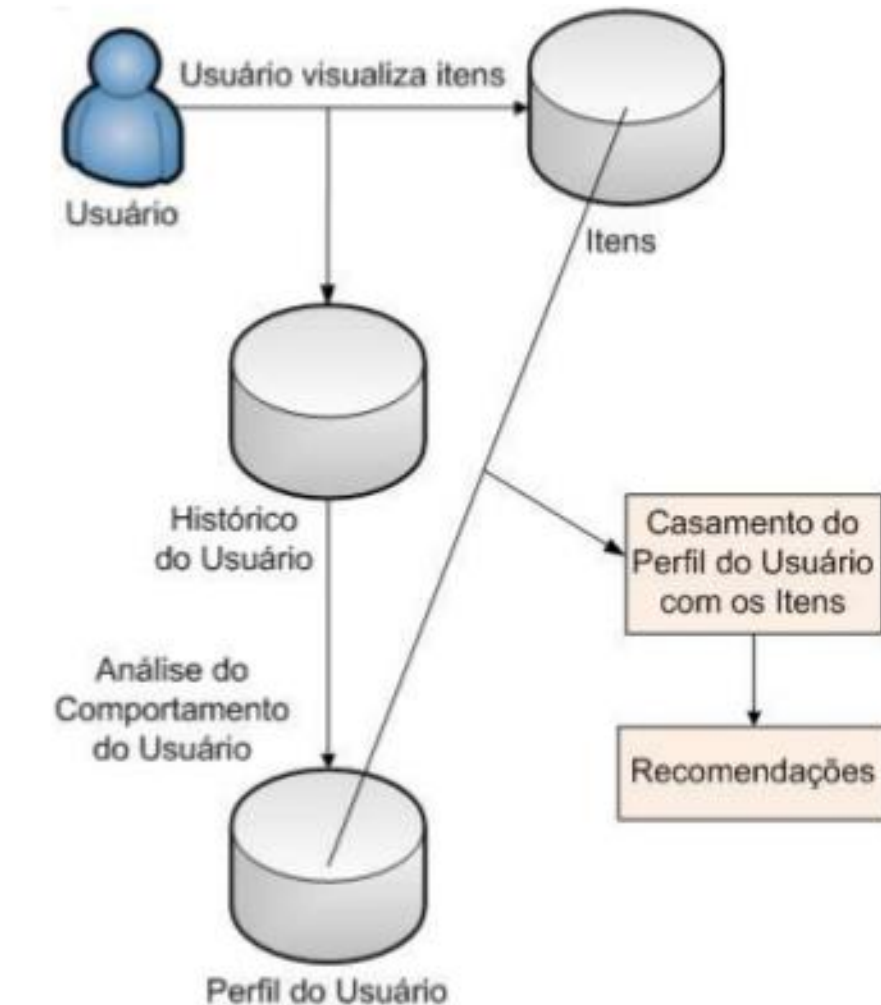 Usuário visualiza itens
Usuário
Itens
Histórico
do Usuário
Casamento do
Perfil do Usuário
com os Itens
Análise do
Comportamento
do Usuário
Recomendações
Perfil do Usuário